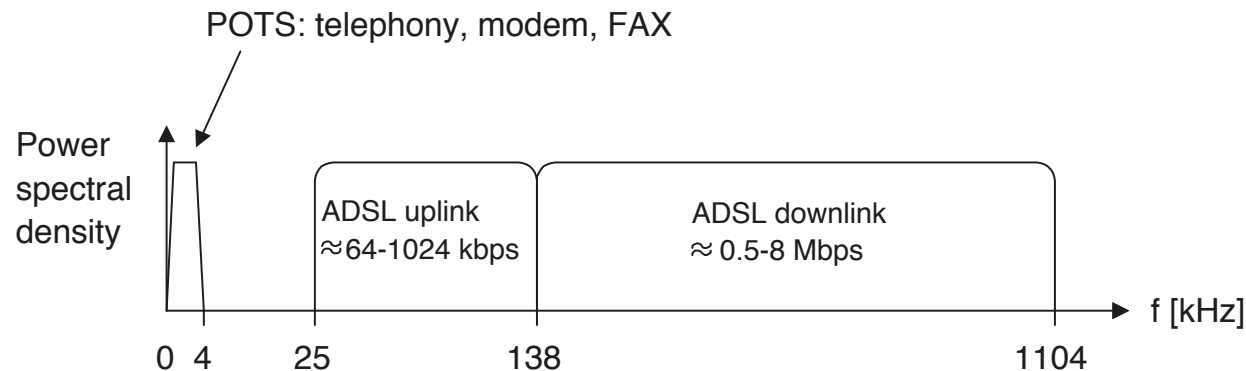 POTS: telephony, modem, FAX
Power
spectral
density
ADSL uplink
≈64-1024 kbps
ADSL downlink
≈ 0.5-8 Mbps
f [kHz]
0 4 25 138 1104